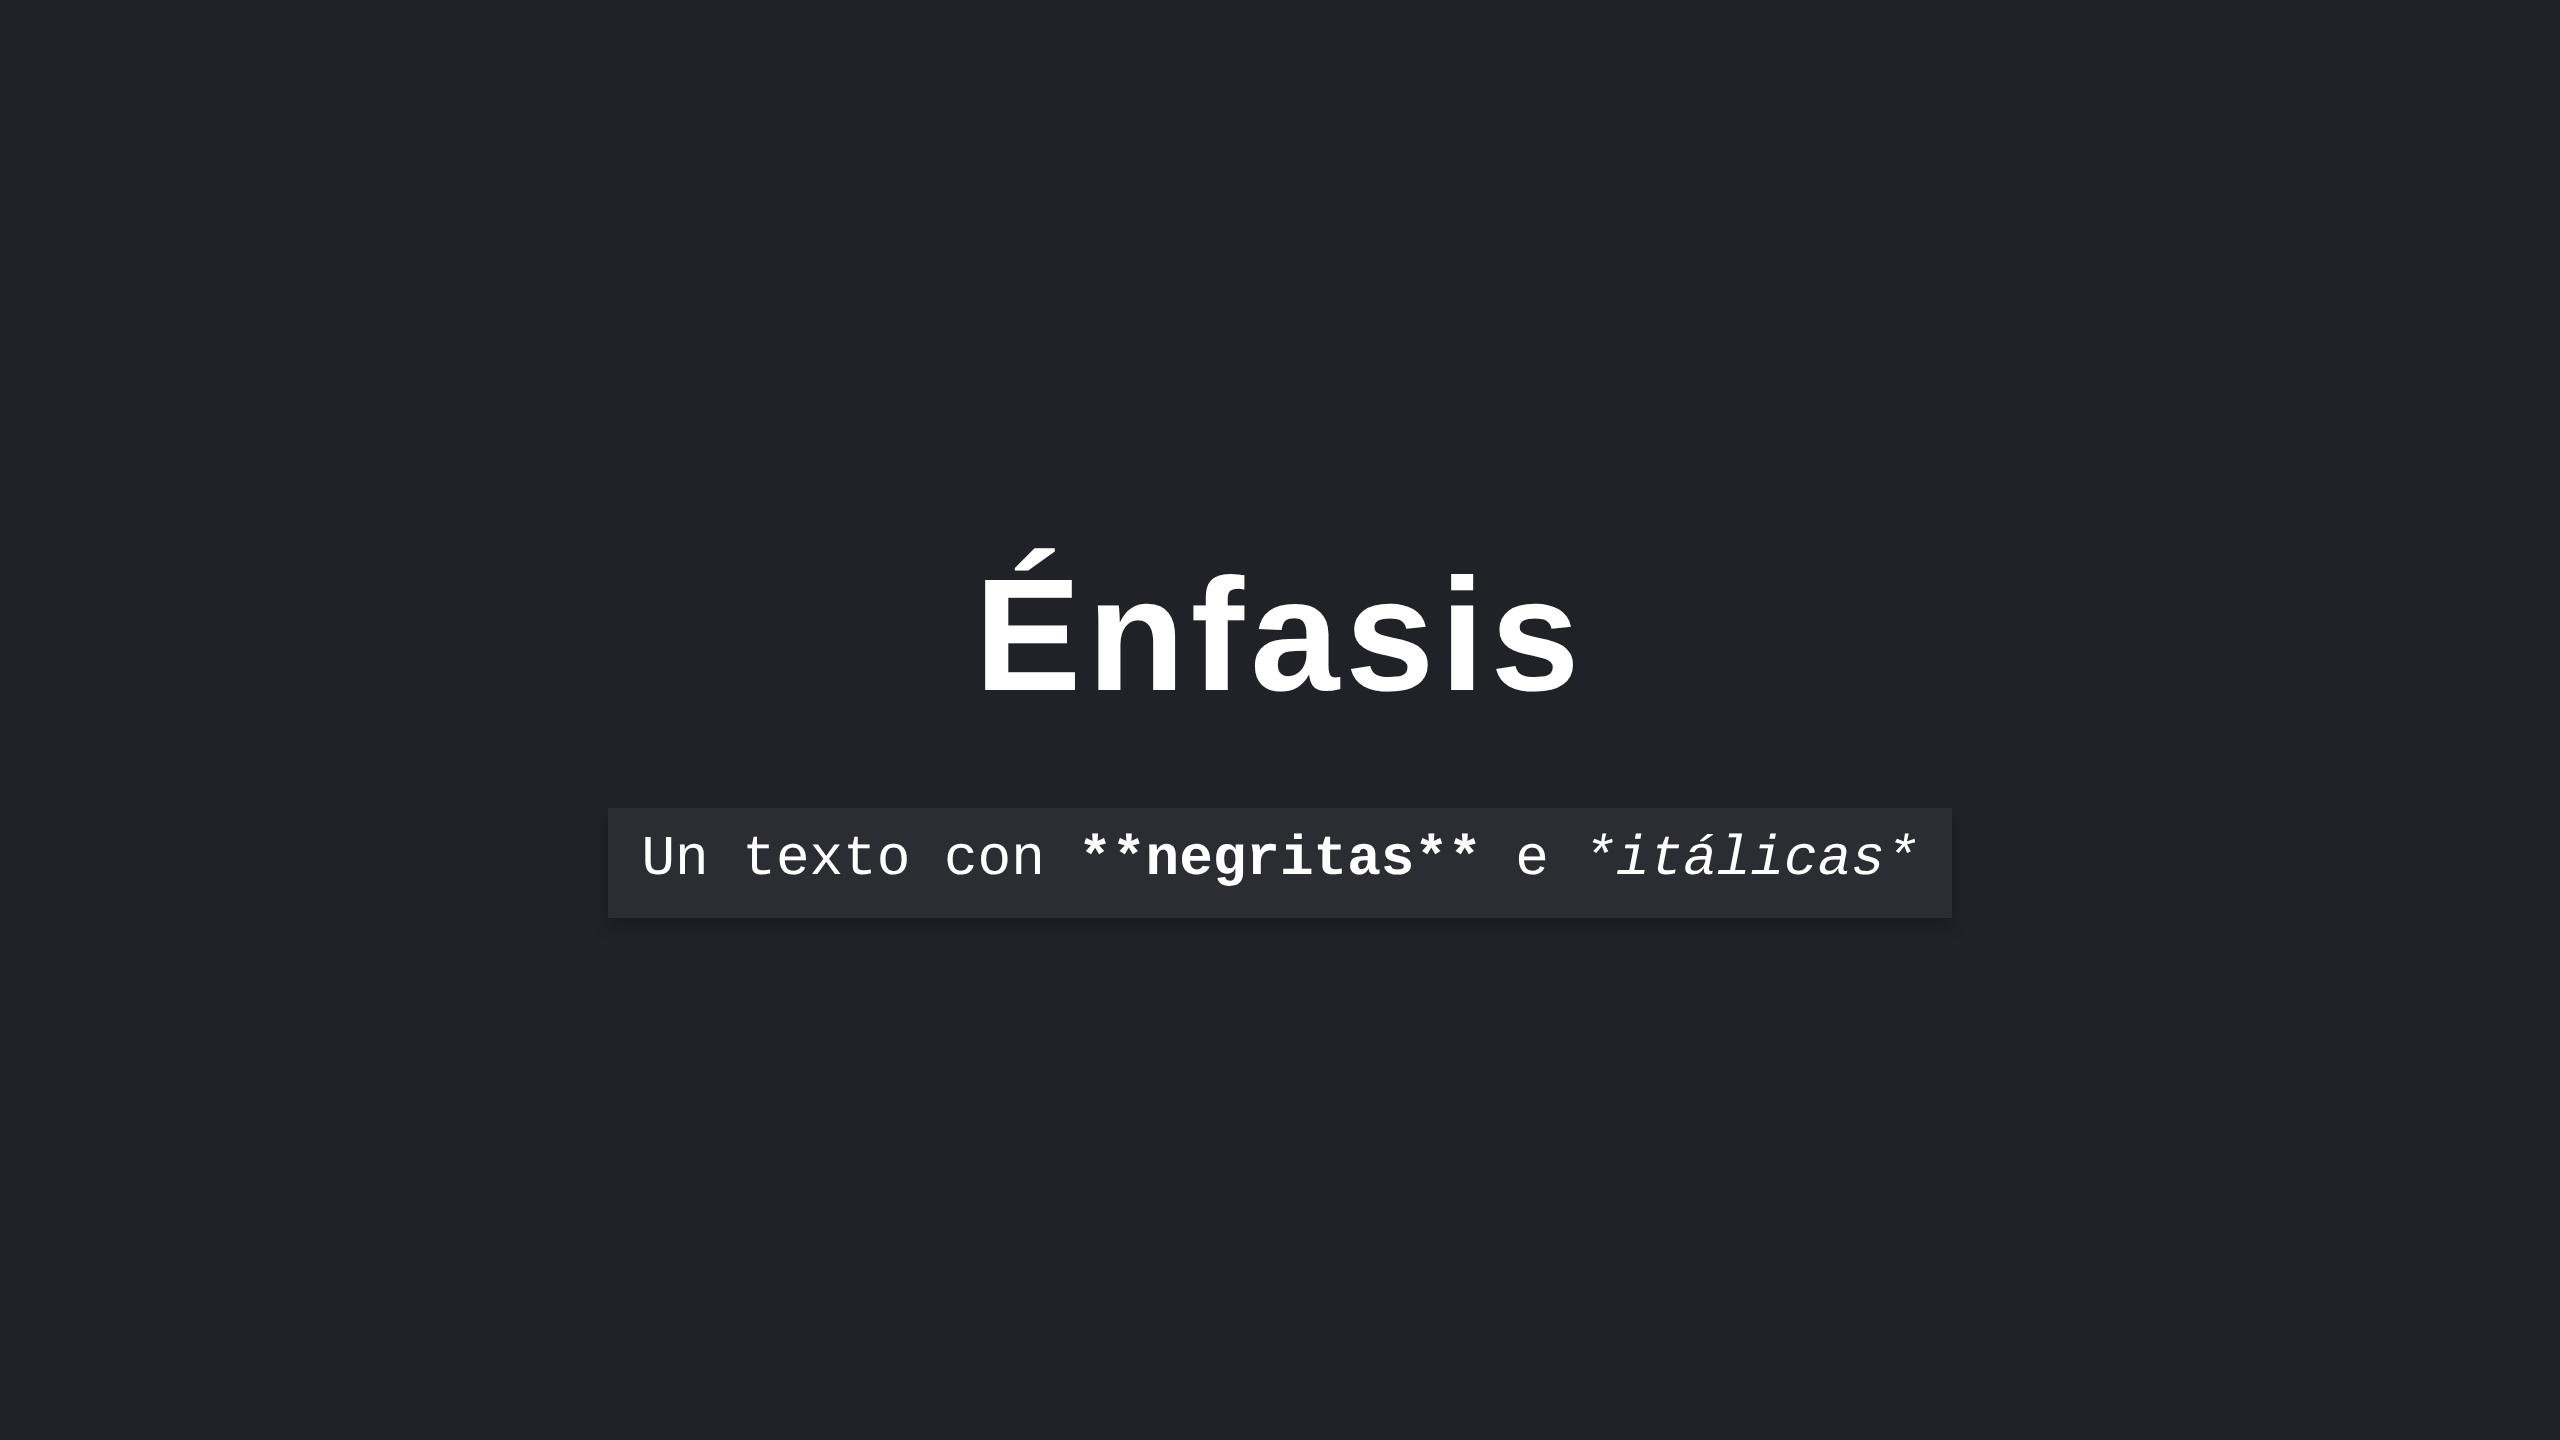 Énfasis
Un texto con **negritas** e *itálicas*